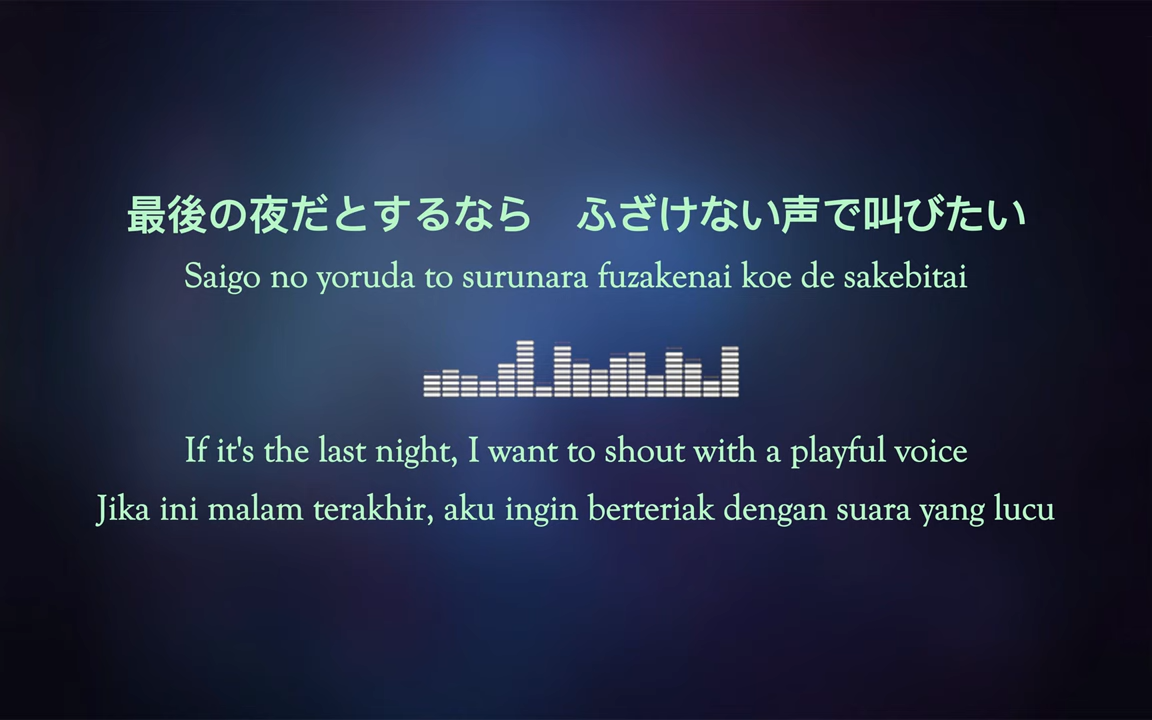 最後の夜だとするなら　ふざけない声で叫びたい
Saigo no yoruda to surunara fuzakenai koe de sakebitai
If it's the last night, I want to shout with a playful voice
Jika ini malam terakhir, aku ingin berteriak dengan suara yang lucu